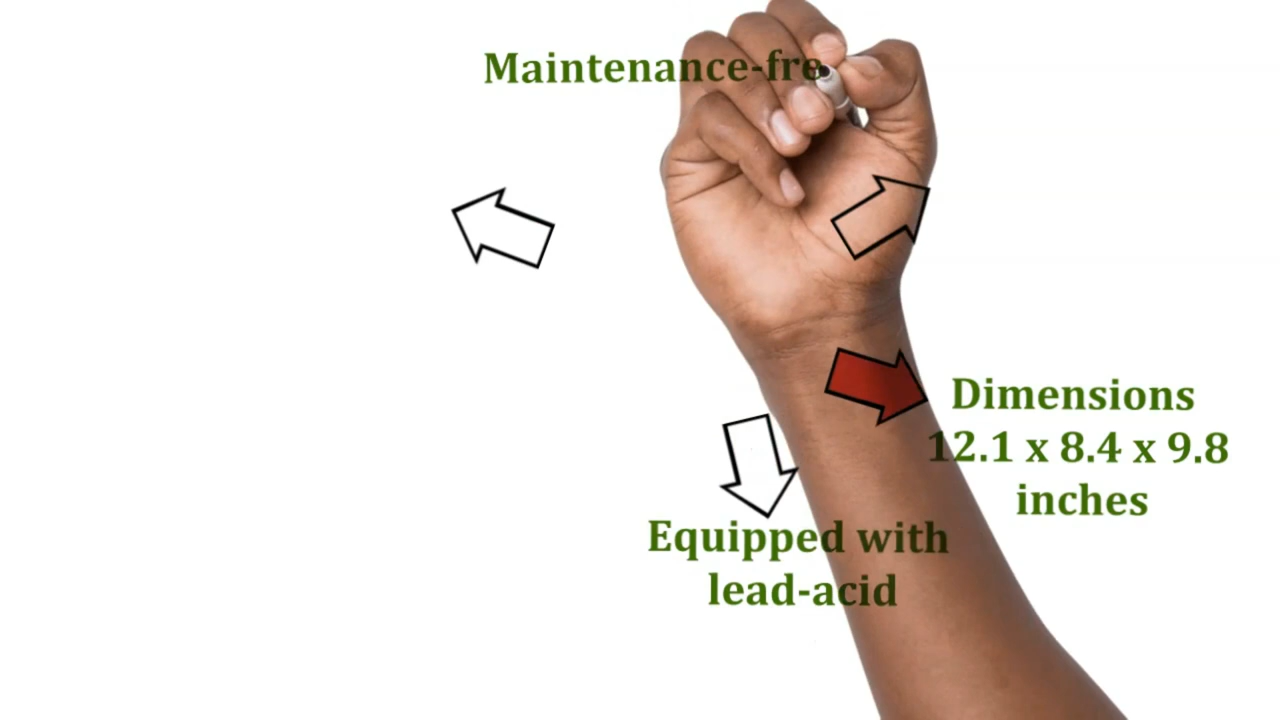 Maintenance-fre
Dimensions
12.1 x 8.4 x 9.8
inches
Equipped with
lead-acid